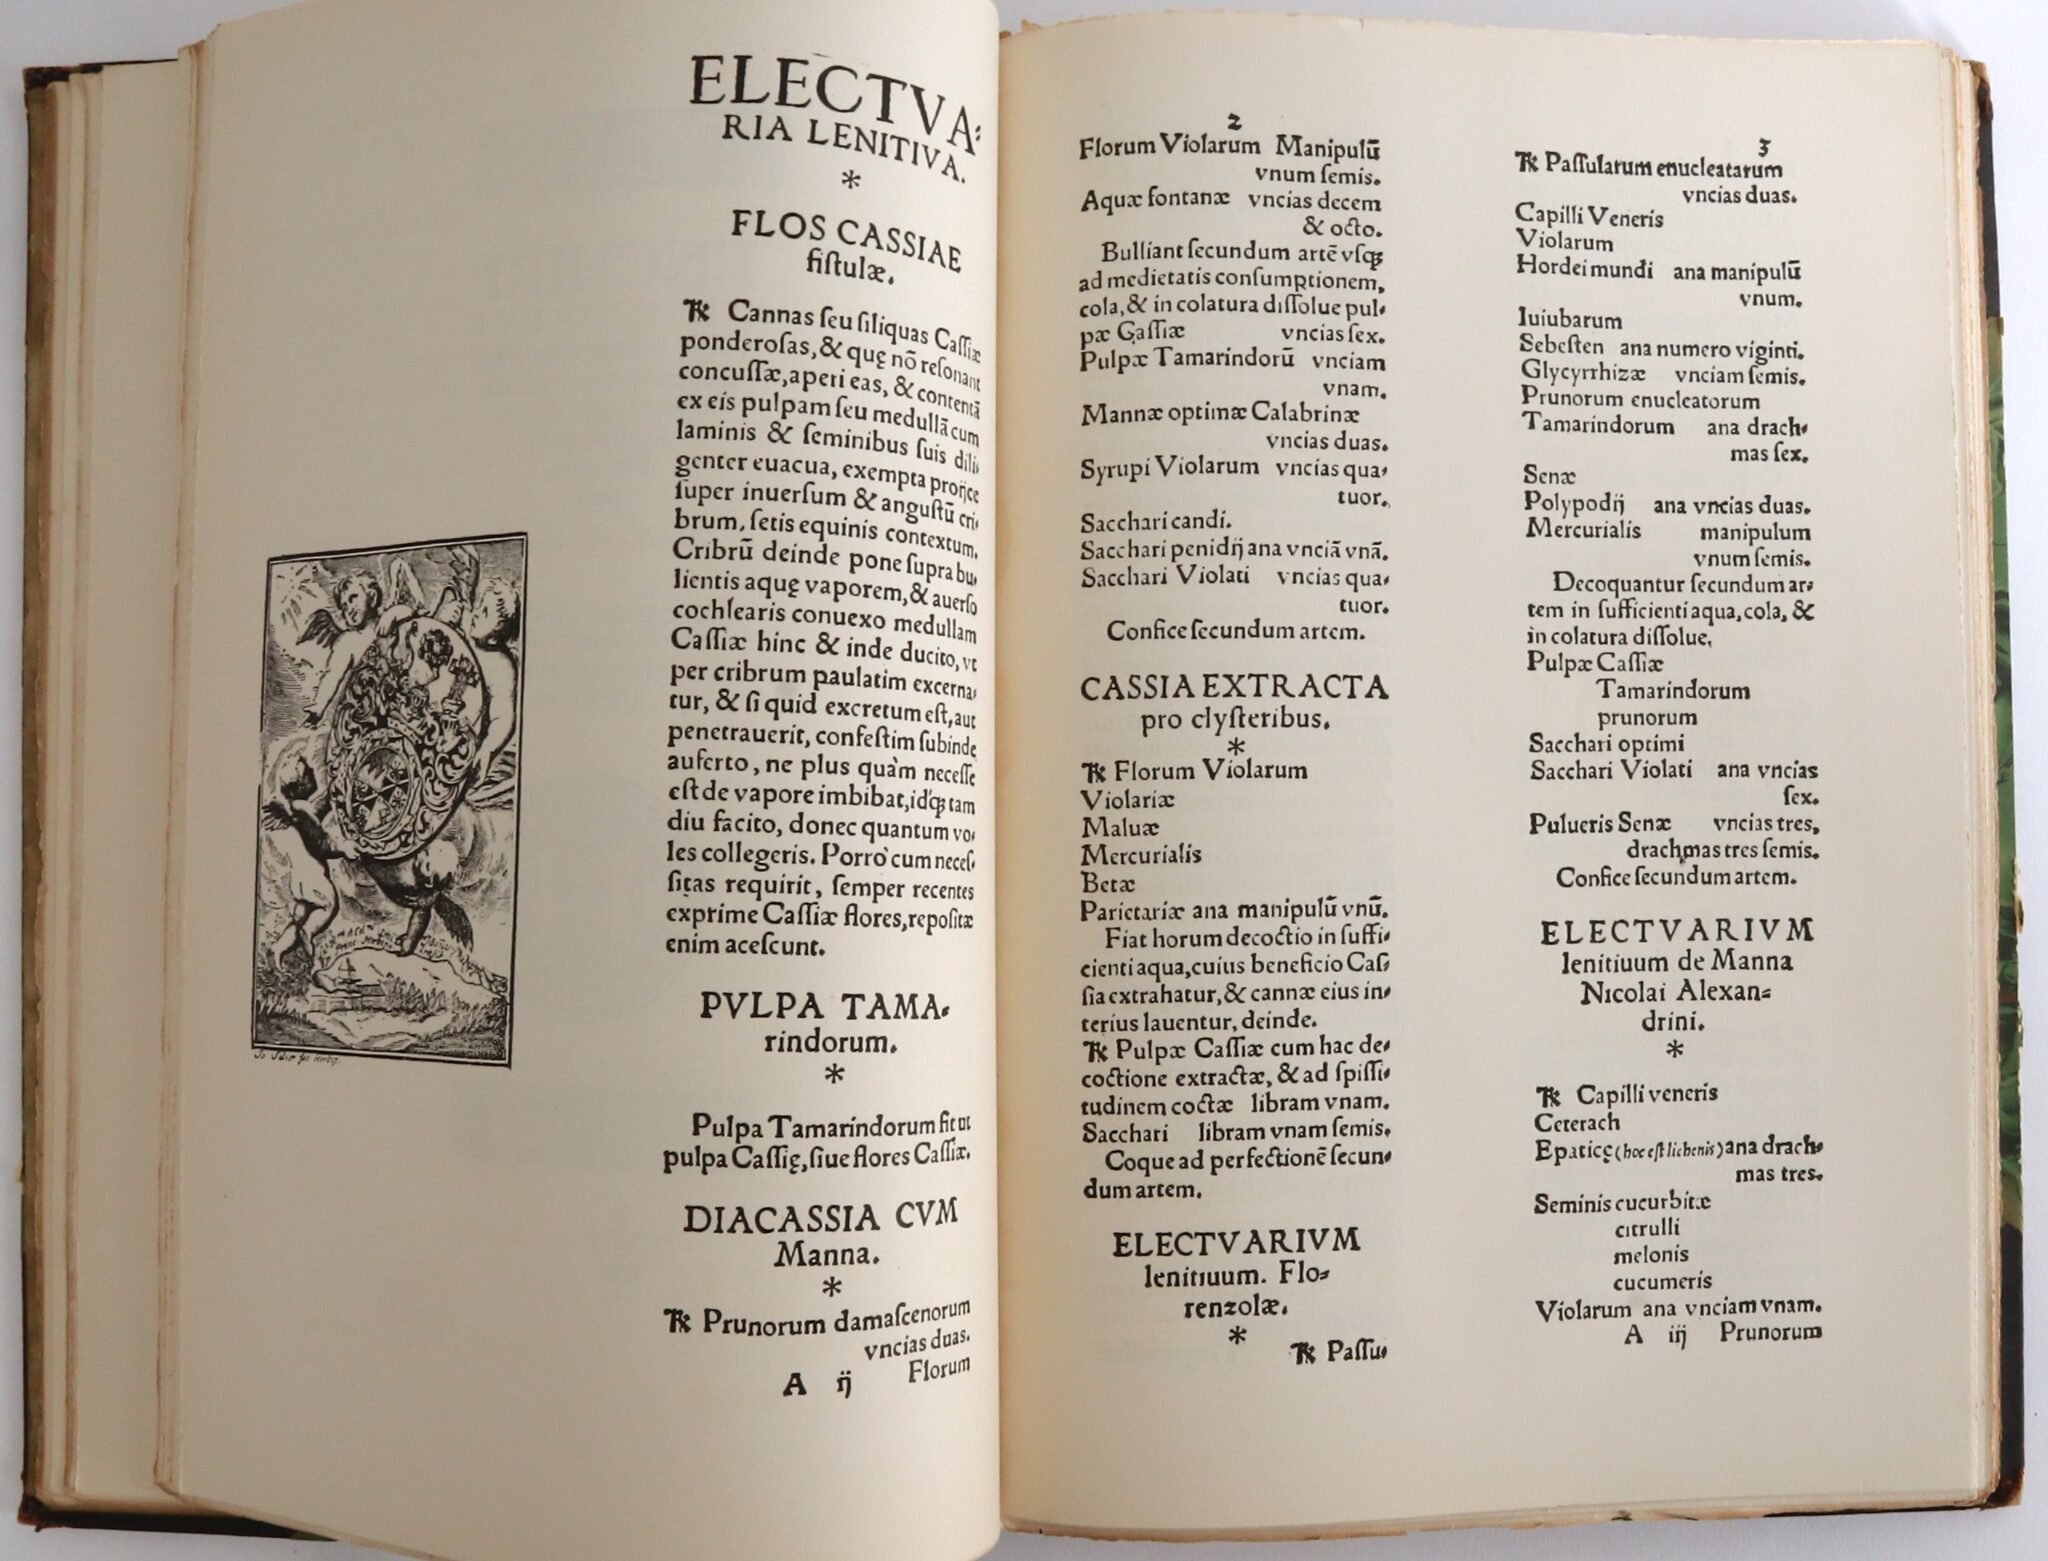 ELECTVA-
RIA LENITIVA.
*
FLOS CASSIAE
fiſtulæ.
℞ Cannas ſeu ſiliquas Caſſiæ
ponderoſas, & quę nō reſonant
concuſſæ, aperi eas, & contentā
ex eis pulpam ſeu medullā cum
laminis & ſeminibus ſuis dili-
genter euacua, exempta proijce
ſuper inuerſum & anguſtū cri-
brum, ſetis equinis contextum.
Cribrū deinde pone ſupra bu-
lientis aquę vaporem, & auerſo
cochlearis conuexo medullam
Caſſiæ hinc & inde ducito, vt
per cribrum paulatim excerna-
tur, & ſi quid excretum eſt, aut
penetrauerit, confeſtim ſubinde
auferto, ne plus quàm neceſſe
eſt de vapore imbibat, idq́ꝫ tam
diu facito, donec quantum vo-
les collegeris. Porrò cum neceſ-
ſitas requirit, ſemper recentes
exprime Caſſiæ flores, repoſitæ
enim aceſcunt.
PVLPA TAMA-
rindorum.
*
Pulpa Tamarindorum fit ut
pulpa Caſſię, ſiue flores Caſſiæ.
DIACASSIA CVM
Manna.
*
℞ Prunorum damaſcenorum
vncias duas.
A ij Florum
2
Florum Violarum Manipulū
vnum ſemis.
Aquæ fontanæ vncias decem
& octo.
Bulliant ſecundum artē vſqꝫ
ad medietatis conſumptionem,
cola, & in colatura diſſolue pul-
pæ Caſſiæ vncias ſex.
Pulpæ Tamarindorū vnciam
vnam.
Mannæ optimæ Calabrinæ
vncias duas.
Syrupi Violarum vncias qua-
tuor.
Sacchari candi.
Sacchari penidij ana vnciā vnā.
Sacchari Violati vncias qua-
tuor.
Confice ſecundum artem.
CASSIA EXTRACTA
pro clyſteribus.
*
℞ Florum Violarum
Violariæ
Maluæ
Mercurialis
Betæ
Parietariæ ana manipulū vnū.
Fiat horum decoctio in ſuffi-
cienti aqua, cuius beneficio Caſ-
ſia extrahatur, & cannæ eius in-
terius lauentur, deinde.
℞ Pulpæ Caſſiæ cum hac de-
coctione extractæ, & ad ſpiſſi-
tudinem coctæ libram vnam.
Sacchari libram vnam ſemis.
Coque ad perfectionē ſecun-
dum artem.
ELECTVARIVM
lenitiuum. Flo-
renzolæ.
*
℞ Paſſu-
3
℞ Paſſularum enucleatarum
vncias duas.
Capilli Veneris
Violarum
Hordei mundi ana manipulū
vnum.
Iuiubarum
Sebeſten ana numero viginti.
Glycyrrhizæ vnciam ſemis.
Prunorum enucleatorum
Tamarindorum ana drach-
mas ſex.
Senæ
Polypodij ana vncias duas.
Mercurialis manipulum
vnum ſemis.
Decoquantur ſecundum ar-
tem in ſufficienti aqua, cola, &
in colatura diſſolue,
Pulpæ Caſſiæ
Tamarindorum
prunorum
Sacchari optimi
Sacchari Violati ana vncias
ſex.
Pulueris Senæ vncias tres,
drachmas tres ſemis.
Confice ſecundum artem.
ELECTVARIVM
lenitiuum de Manna
Nicolai Alexan-
drini.
*
℞ Capilli veneris
Ceterach
Epaticę (hoc eſt lichenis) ana drach-
mas tres.
Seminis cucurbitæ
citrulli
melonis
cucumeris
Violarum ana vnciam vnam.
A iij Prunorum